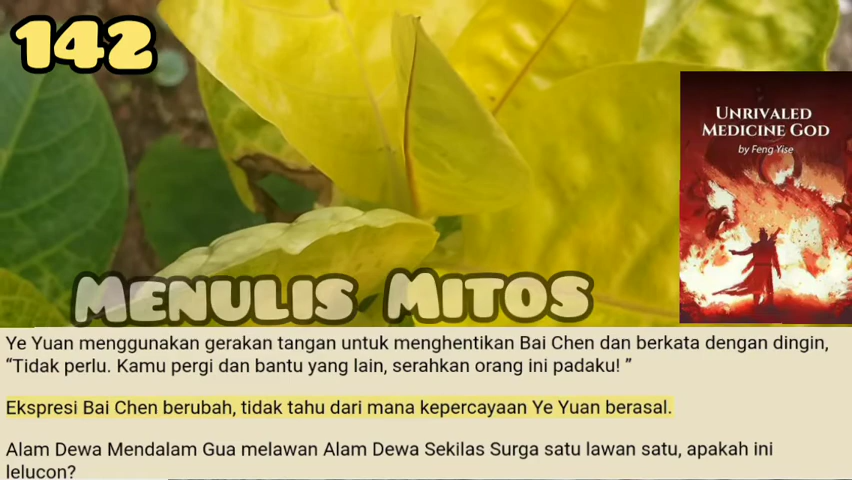 142
UNRIVALED
MEDICINE GOD
by Feng Yise
MENULIS MITOS
Ye Yuan menggunakan gerakan tangan untuk menghentikan Bai Chen dan berkata dengan dingin,
“Tidak perlu. Kamu pergi dan bantu yang lain, serahkan orang ini padaku! ”
Ekspresi Bai Chen berubah, tidak tahu dari mana kepercayaan Ye Yuan berasal.
Alam Dewa Mendalam Gua melawan Alam Dewa Sekilas Surga satu lawan satu, apakah ini
lelucon?